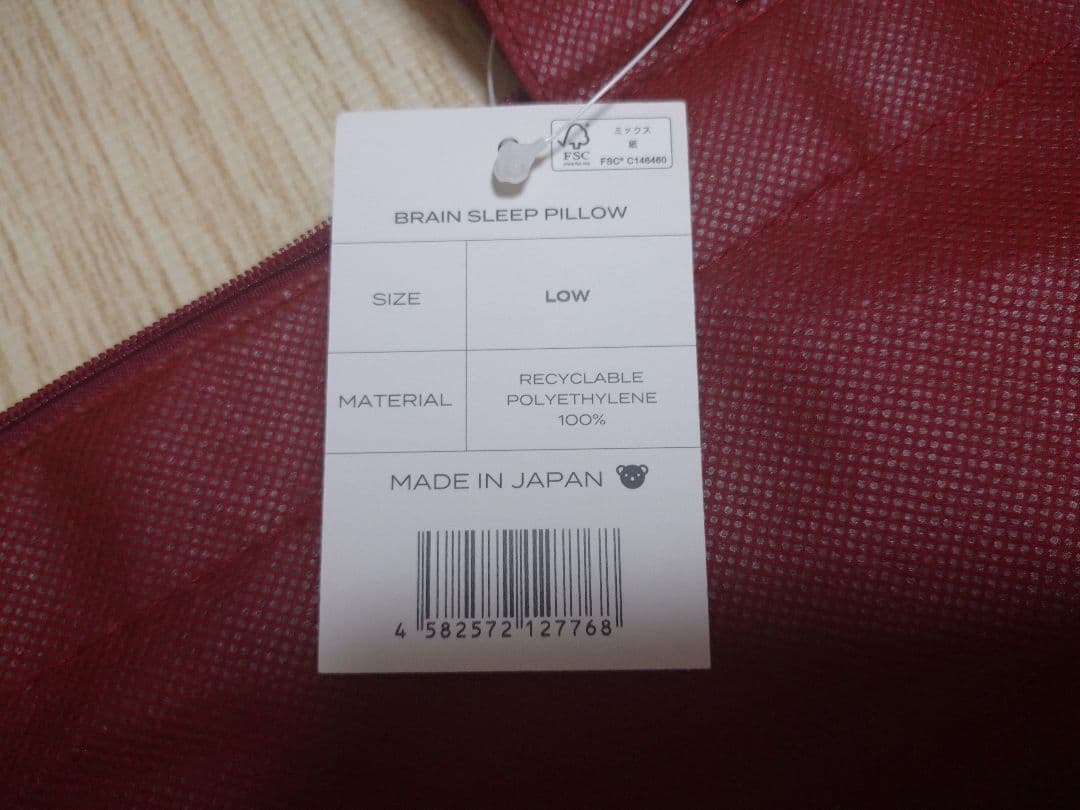 ミックス
紙
FSC
FSC® C146460
BRAIN SLEEP PILLOW
SIZE
LOW
MATERIAL
RECYCLABLE
POLYETHYLENE
100%
MADE IN JAPAN
4 582572 127768